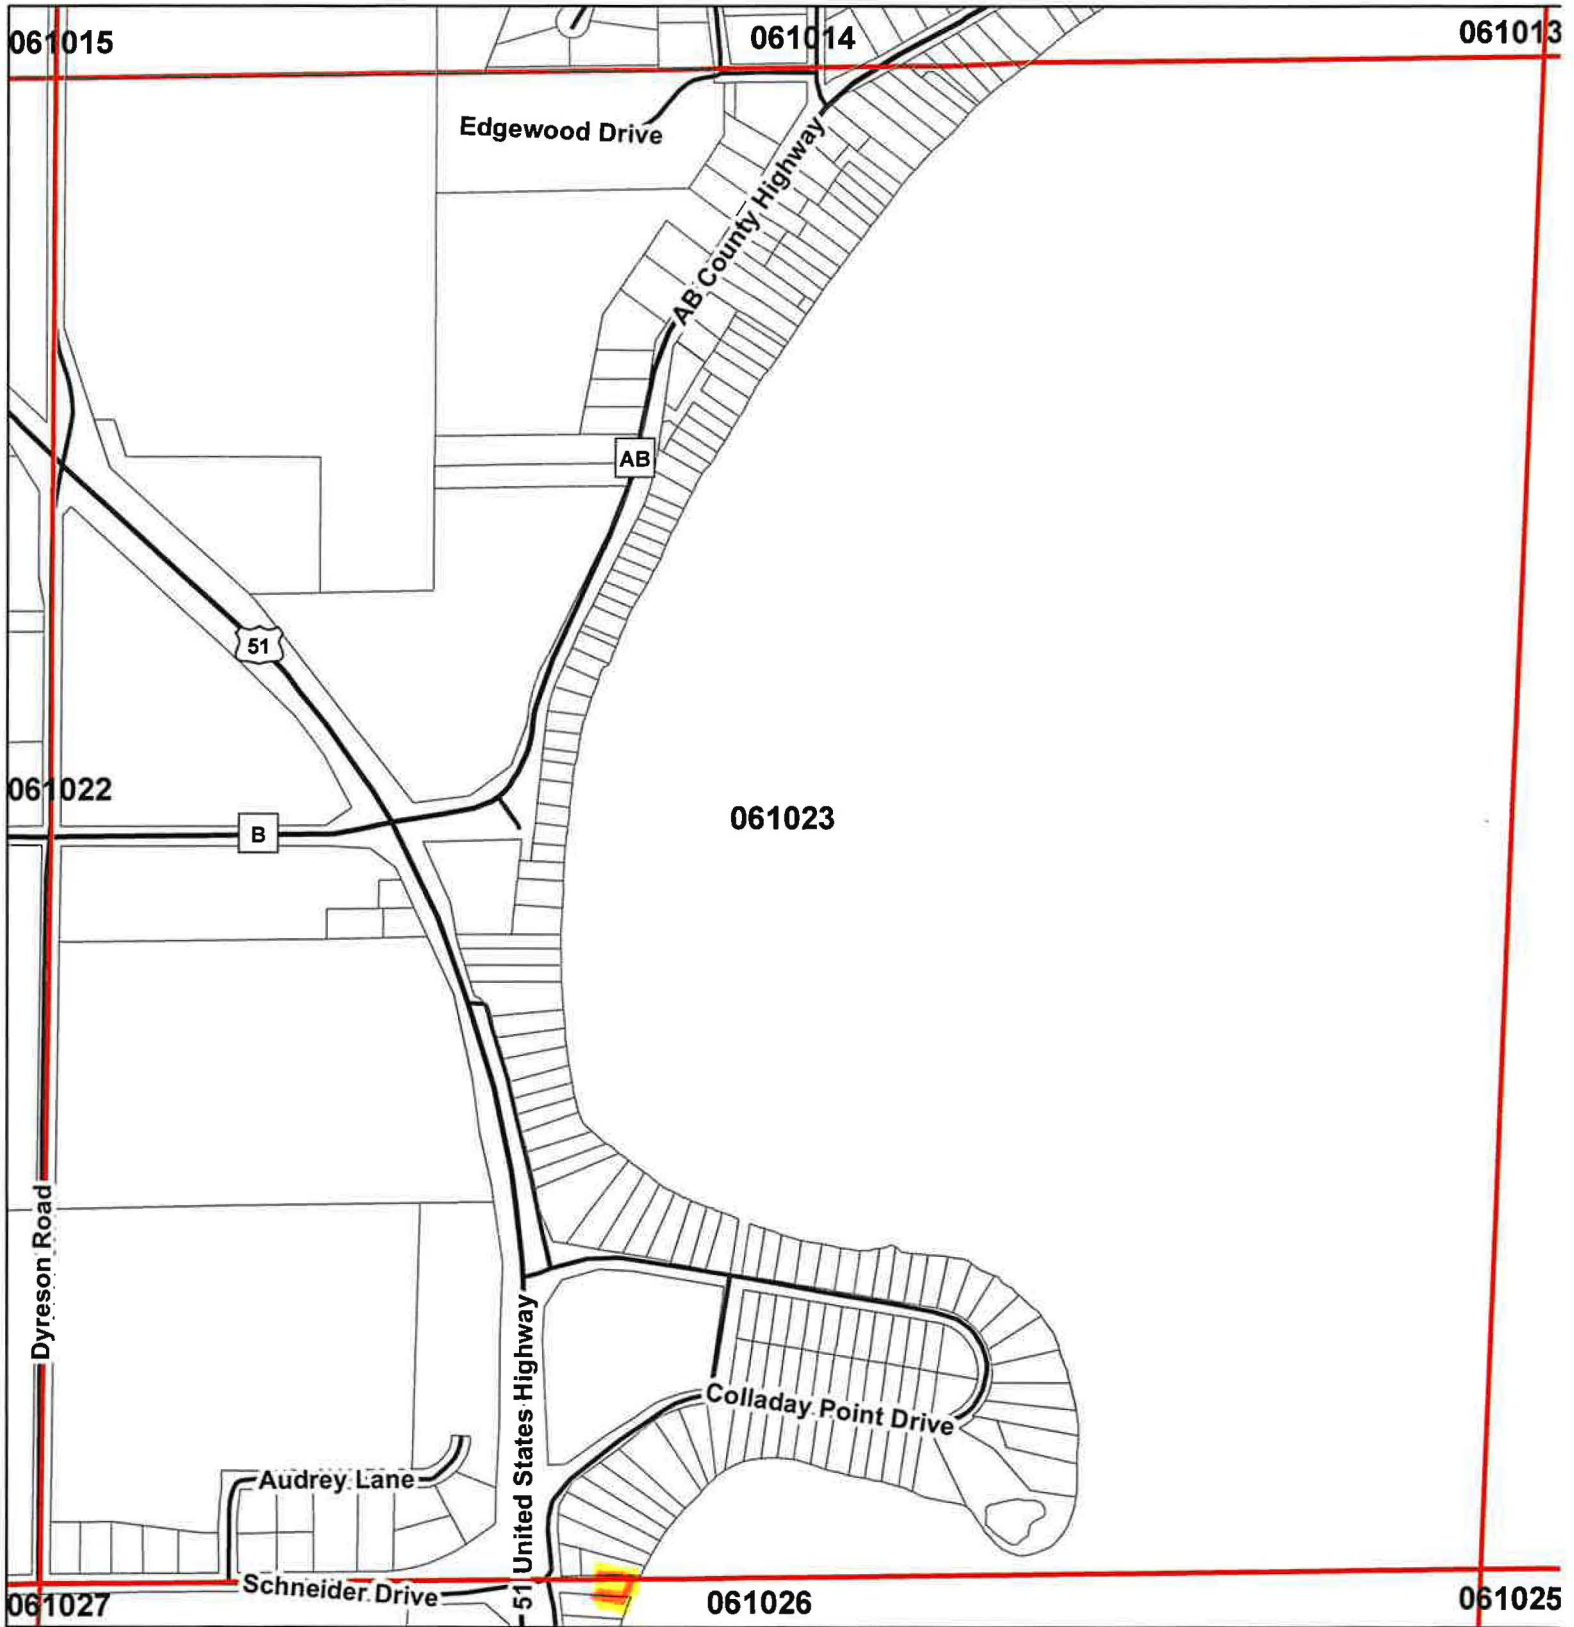 061015
061014
061013
Edgewood Drive
AB County Highway
AB
51
061022
061023
B
Dyreson Road
51 United States Highway
Colladay Point Drive
Audrey Lane
Schneider Drive
061027
061026
061025